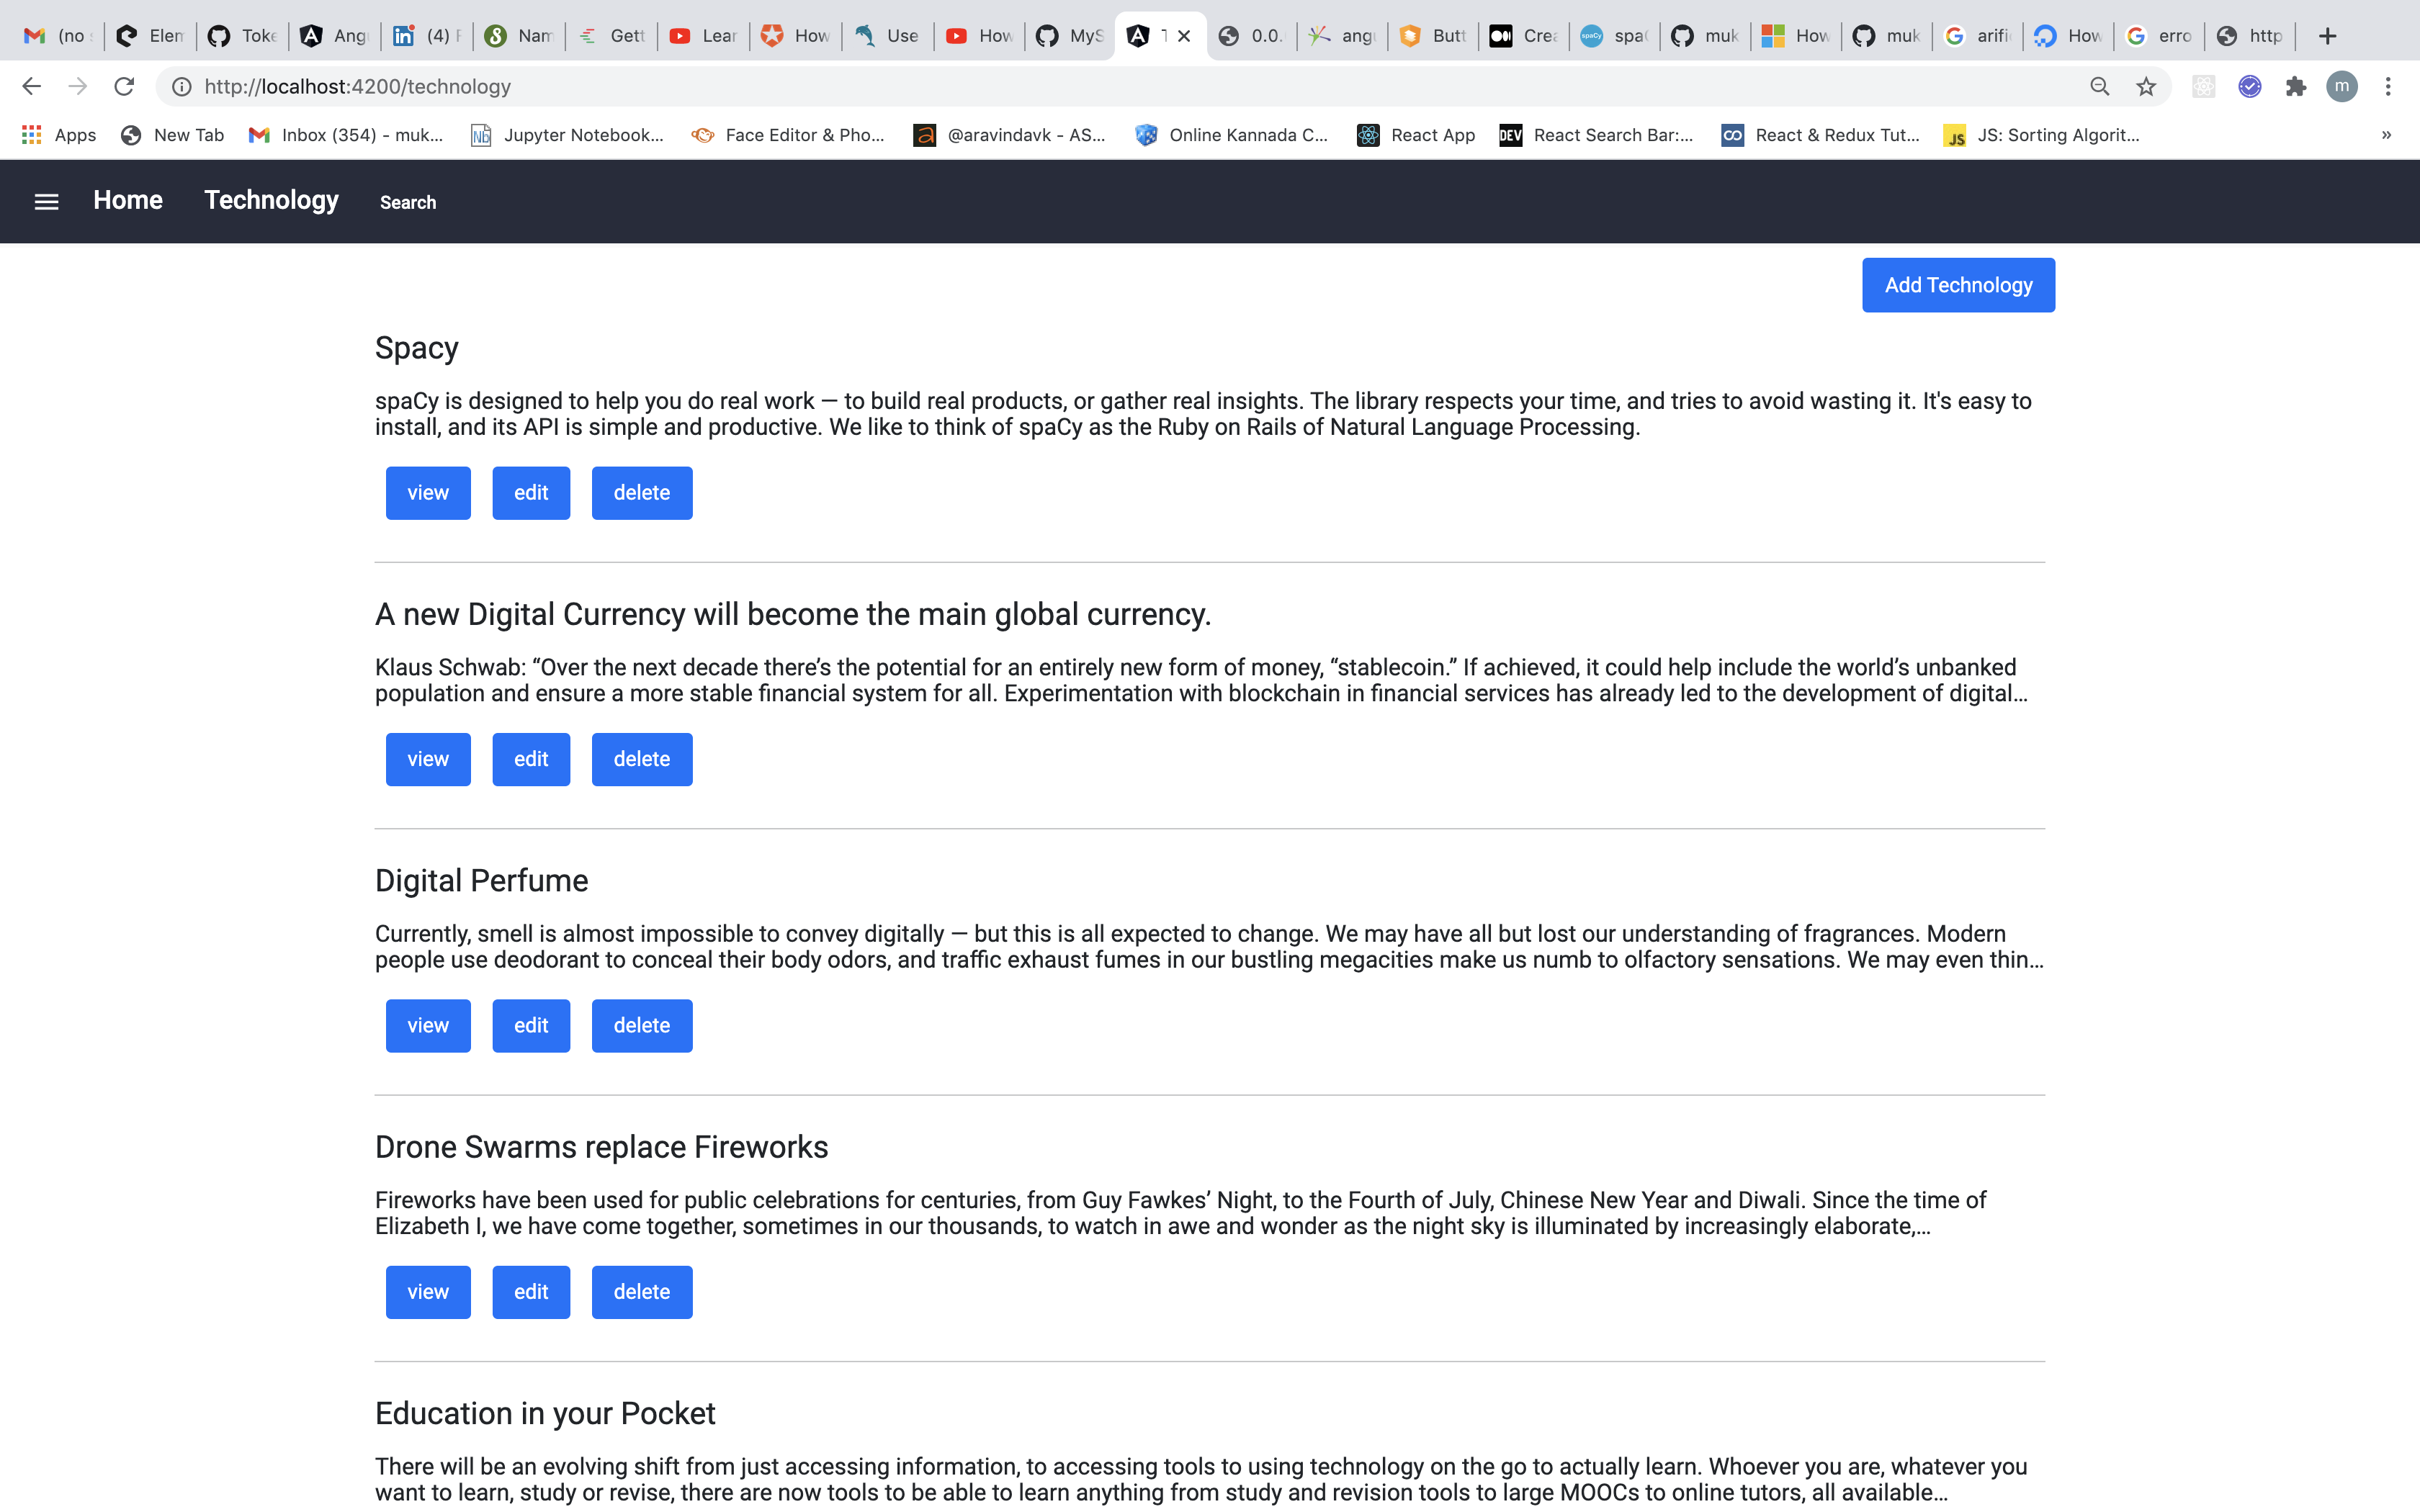 (no
Elem
Toke
Ang
(4) F
Nam
Gett
Lear
How
Use
How
MyS
T
0.0.
angu
Butt
Crea
spaC
muk
How
muk
arifi
How
erro
http
http://localhost:4200/technology
m
Apps
New Tab
Inbox (354) - muk...
Jupyter Notebook...
Face Editor & Pho...
@aravindavk - AS...
Online Kannada C...
React App
DEV
React Search Bar:...
React & Redux Tut...
JS
JS: Sorting Algorit...
»
Home
Technology
Search
Add Technology
Spacy
spaCy is designed to help you do real work — to build real products, or gather real insights. The library respects your time, and tries to avoid wasting it. It's easy to
install, and its API is simple and productive. We like to think of spaCy as the Ruby on Rails of Natural Language Processing.
view
edit
delete
A new Digital Currency will become the main global currency.
Klaus Schwab: “Over the next decade there’s the potential for an entirely new form of money, “stablecoin.” If achieved, it could help include the world’s unbanked
population and ensure a more stable financial system for all. Experimentation with blockchain in financial services has already led to the development of digital...
view
edit
delete
Digital Perfume
Currently, smell is almost impossible to convey digitally — but this is all expected to change. We may have all but lost our understanding of fragrances. Modern
people use deodorant to conceal their body odors, and traffic exhaust fumes in our bustling megacities make us numb to olfactory sensations. We may even thin...
view
edit
delete
Drone Swarms replace Fireworks
Fireworks have been used for public celebrations for centuries, from Guy Fawkes’ Night, to the Fourth of July, Chinese New Year and Diwali. Since the time of
Elizabeth I, we have come together, sometimes in our thousands, to watch in awe and wonder as the night sky is illuminated by increasingly elaborate,...
view
edit
delete
Education in your Pocket
There will be an evolving shift from just accessing information, to accessing tools to using technology on the go to actually learn. Whoever you are, whatever you
want to learn, study or revise, there are now tools to be able to learn anything from study and revision tools to large MOOCs to online tutors, all available...